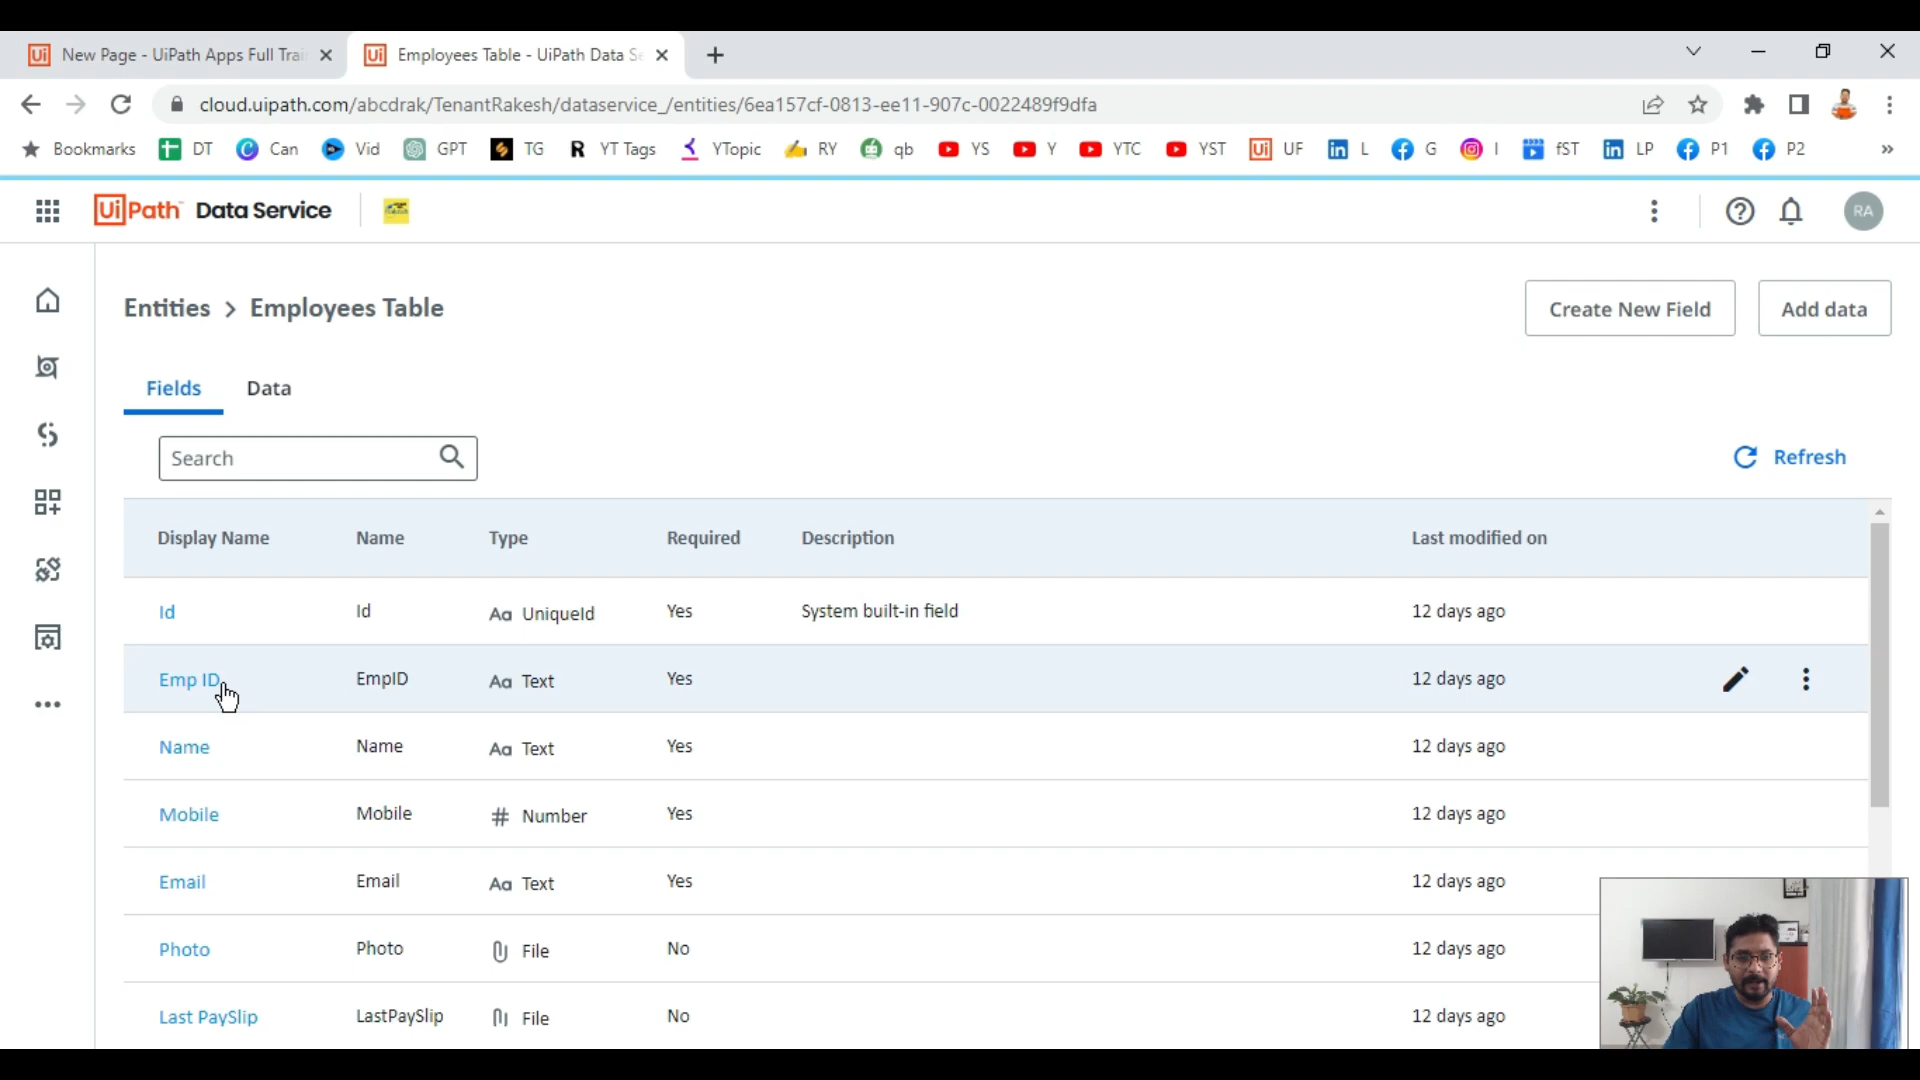 New Page - UiPath Apps Full Trai
Employees Table - UiPath Data Se
cloud.uipath.com/abcdrak/TenantRakesh/dataservice_/entities/6ea157cf-0813-ee11-907c-0022489f9dfa
Bookmarks DT Can Vid GPT TG YT Tags YTopic RY qb YS Y YTC YST UF L G I fST LP P1 P2 »
UiPath Data Service
RA
Entities > Employees Table
Create New Field
Add data
Fields Data
Search
Refresh
Display Name Name Type Required Description Last modified on
Id Id Aa UniqueId Yes System built-in field 12 days ago
Emp ID EmpID Aa Text Yes 12 days ago
Name Name Aa Text Yes 12 days ago
Mobile Mobile # Number Yes 12 days ago
Email Email Aa Text Yes 12 days ago
Photo Photo File No 12 days ago
Last PaySlip LastPaySlip File No 12 days ago